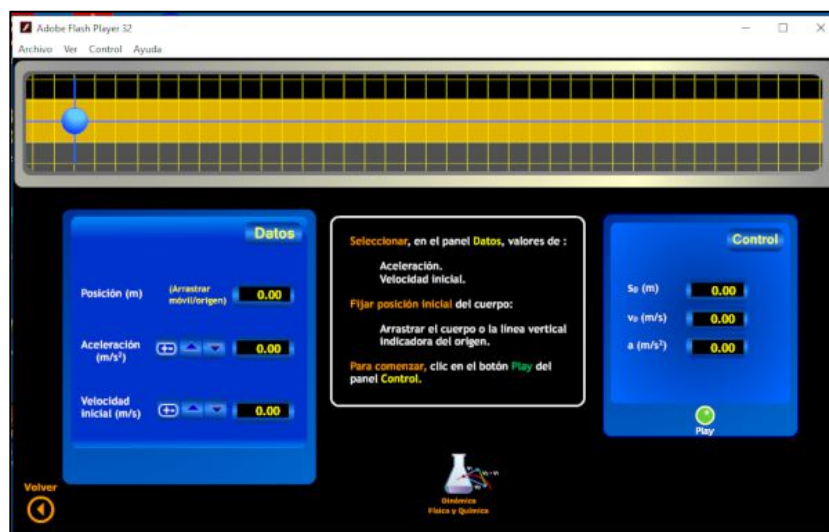 Adobe Flash Player 32
Archivo Ver Control Ayuda
Datos
Posición (m)
(Arrastrar
móvil/origen)
0.00
Aceleración
(m/s²)
0.00
Velocidad
inicial (m/s)
0.00
Seleccionar, en el panel Datos, valores de :
Aceleración.
Velocidad inicial.
Fijar posición inicial del cuerpo:
Arrastrar el cuerpo o la línea vertical
indicadora del origen.
Para comenzar, clic en el botón Play del
panel Control.
Control
s₀ (m)
0.00
v₀ (m/s)
0.00
a (m/s²)
0.00
Play
Volver
Dinámica
Física y Química